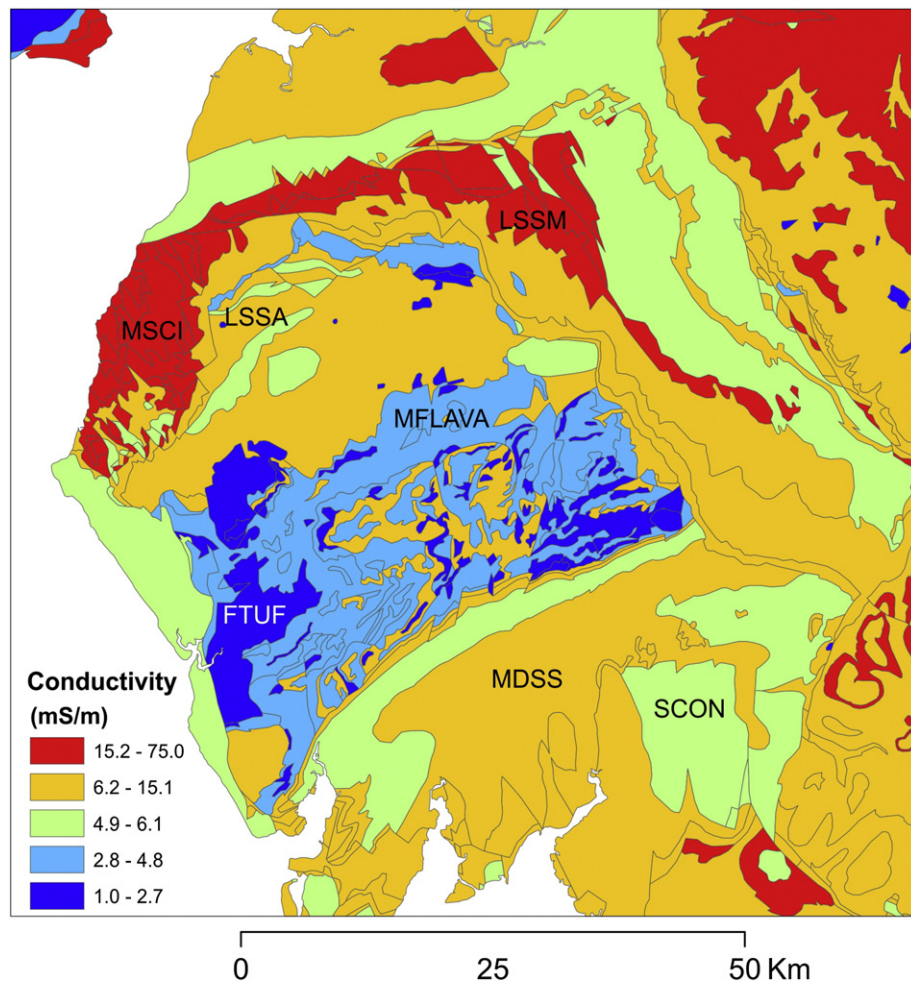 LSSM
MSCI
LSSA
MFLAVA
FTUF
MDSS
SCON
Conductivity
(mS/m)
15.2 - 75.0
6.2 - 15.1
4.9 - 6.1
2.8 - 4.8
1.0 - 2.7
0 25 50 Km